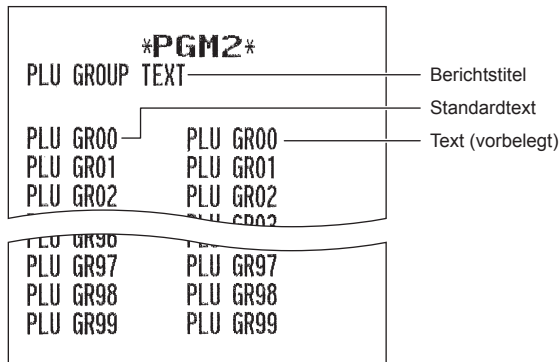 *PGM2*
PLU GROUP TEXT Berichtstitel
Standardtext
PLU GR00 PLU GR00 Text (vorbelegt)
PLU GR01 PLU GR01
PLU GR02 PLU GR02
PLU GR97 PLU GR97
PLU GR98 PLU GR98
PLU GR99 PLU GR99